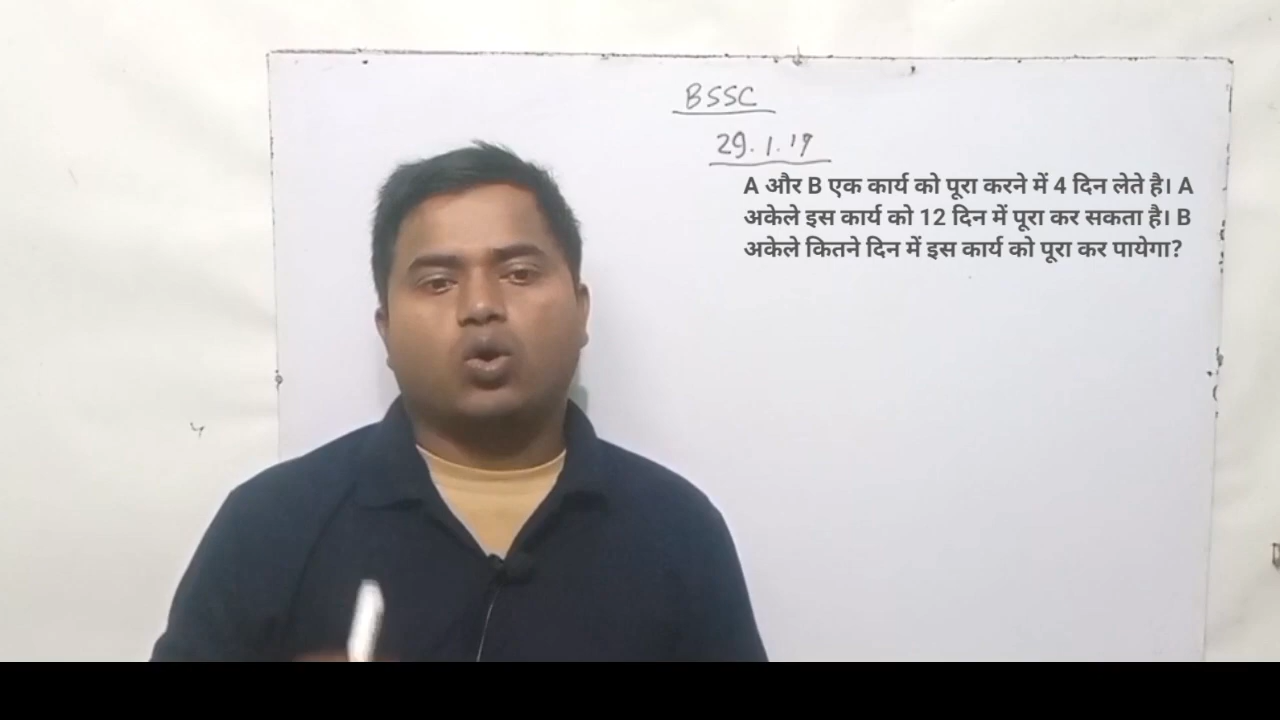 BSSC
29.1.19
A और B एक कार्य को पूरा करने में 4 दिन लेते है। A
अकेले इस कार्य को 12 दिन में पूरा कर सकता है। B
अकेले कितने दिन में इस कार्य को पूरा कर पायेगा?